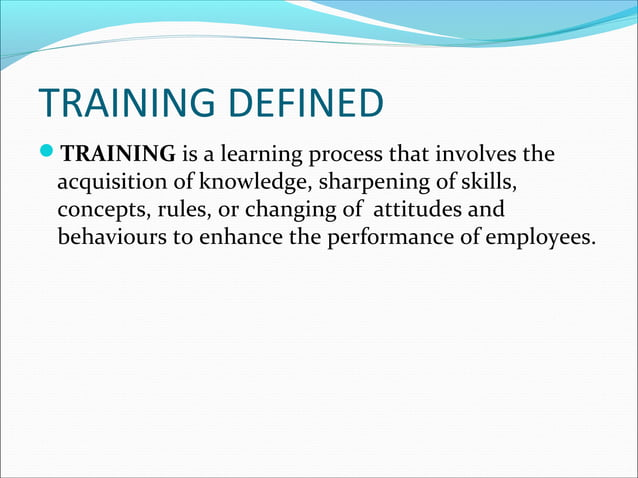 TRAINING DEFINED
TRAINING is a learning process that involves the
acquisition of knowledge, sharpening of skills,
concepts, rules, or changing of  attitudes and
behaviours to enhance the performance of employees.